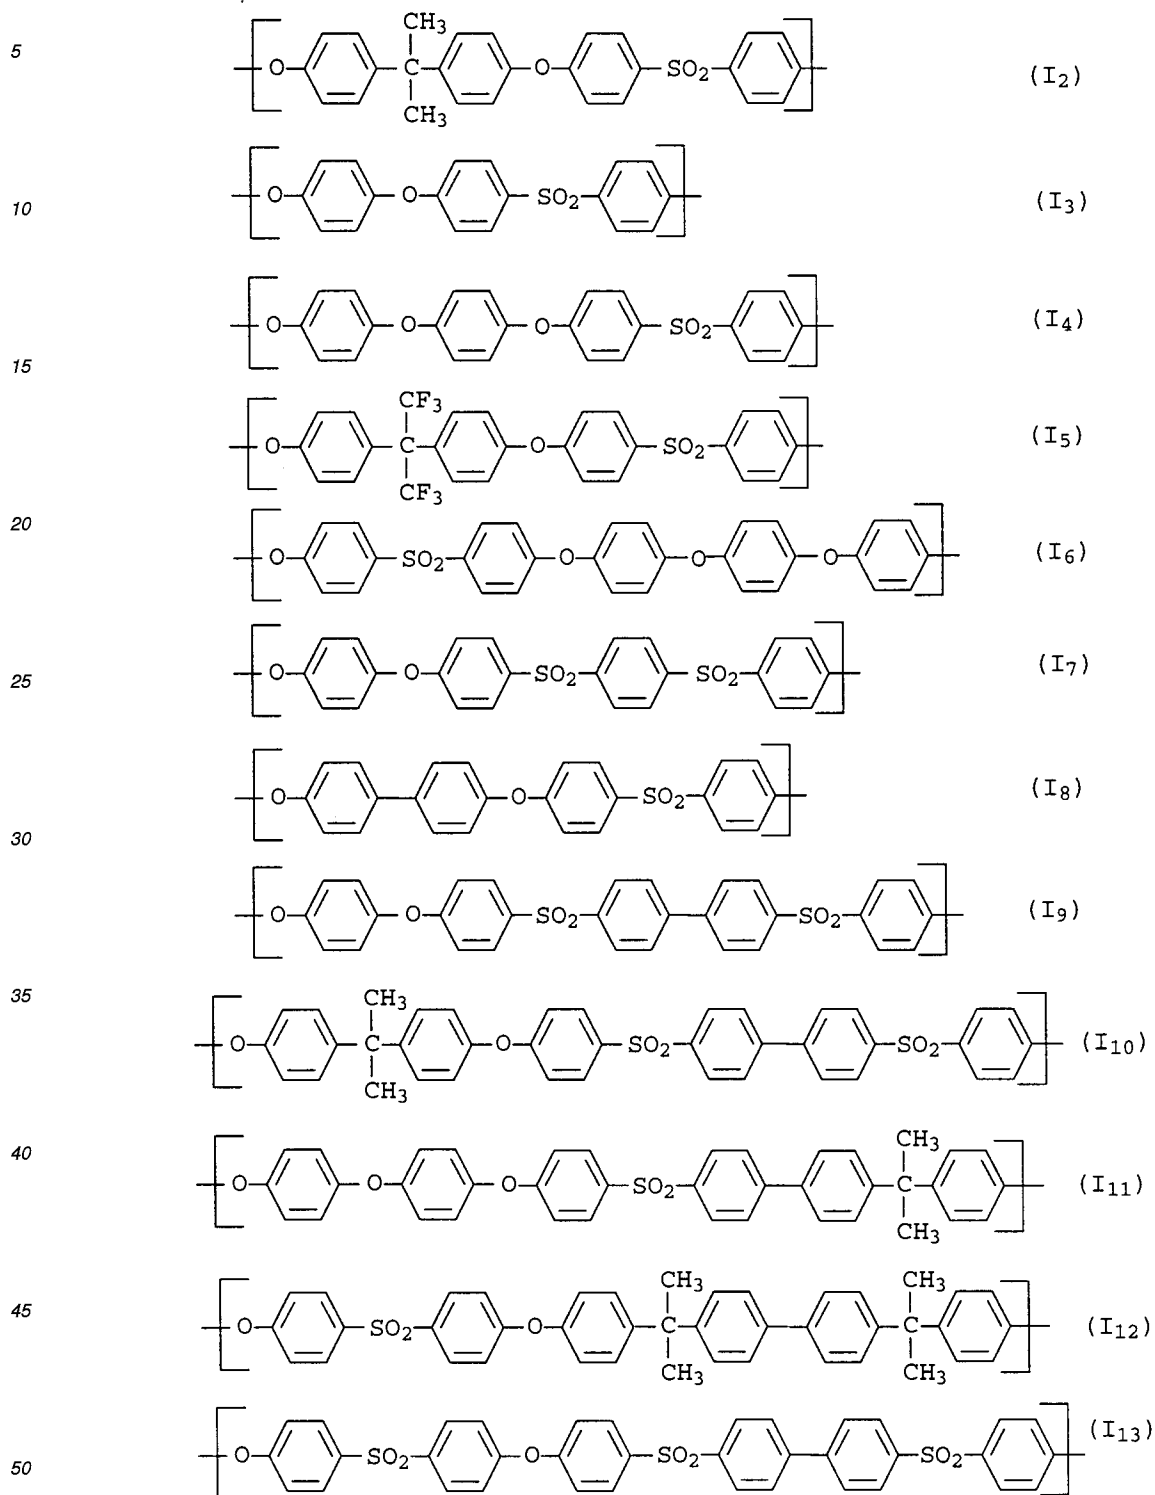 CH3
5
O C O SO2 (I2)
CH3
10
O O SO2 (I3)
O O O SO2 (I4)
15
CF3
O C O SO2 (I5)
CF3
20
O SO2 O O O (I6)
O O SO2 SO2 (I7)
25
O O SO2 (I8)
30
O O SO2 SO2 (I9)
35
CH3
O C O SO2 SO2 (I10)
CH3
40
CH3
O O O SO2 C (I11)
CH3
45
CH3 CH3
O SO2 O C C (I12)
CH3 CH3
O SO2 O SO2 SO2 (I13)
50